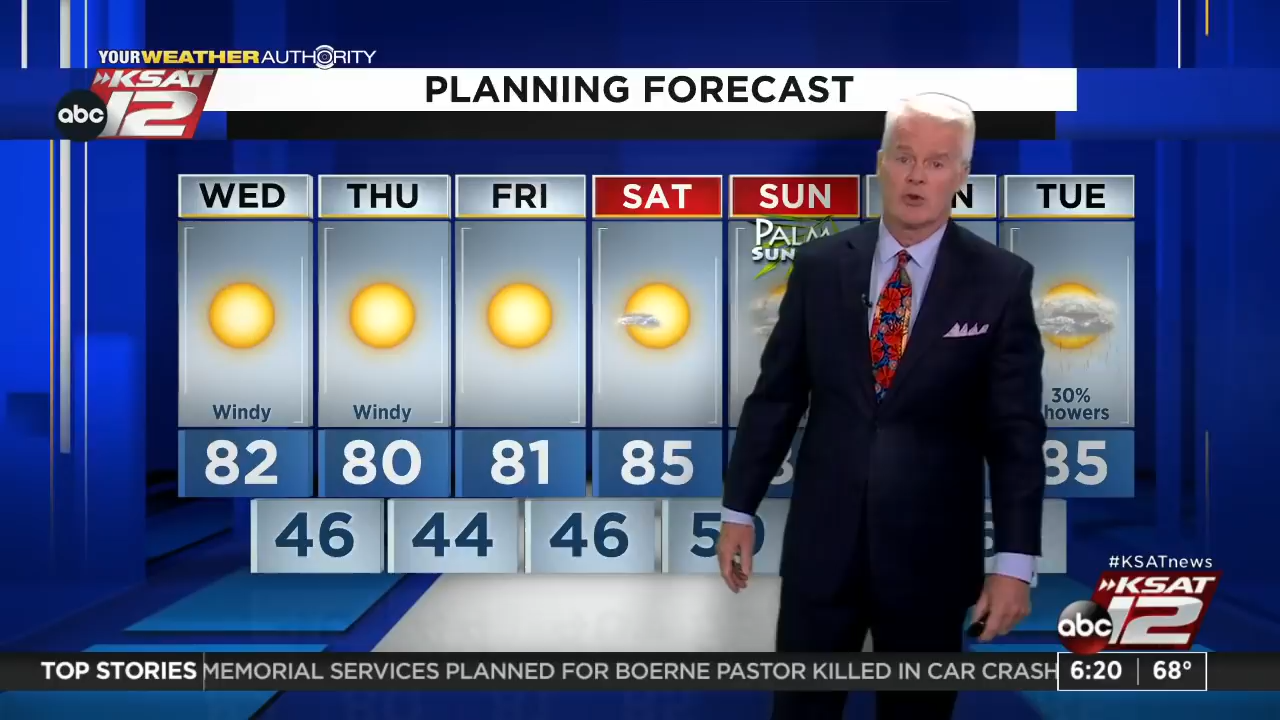 YOURWEATHERAUTHORITY
KSAT
abc 12
PLANNING FORECAST
WED THU FRI SAT SUN TUE
PALM
Windy Windy 30%
82 80 81 85 85
46 44 46
#KSATnews
KSAT
abc 12
TOP STORIES MEMORIAL SERVICES PLANNED FOR BOERNE PASTOR KILLED IN CAR CRASH 6:20 68°